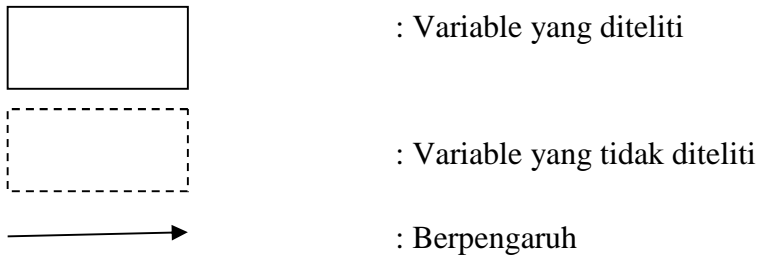 : Variable yang diteliti
: Variable yang tidak diteliti
: Berpengaruh